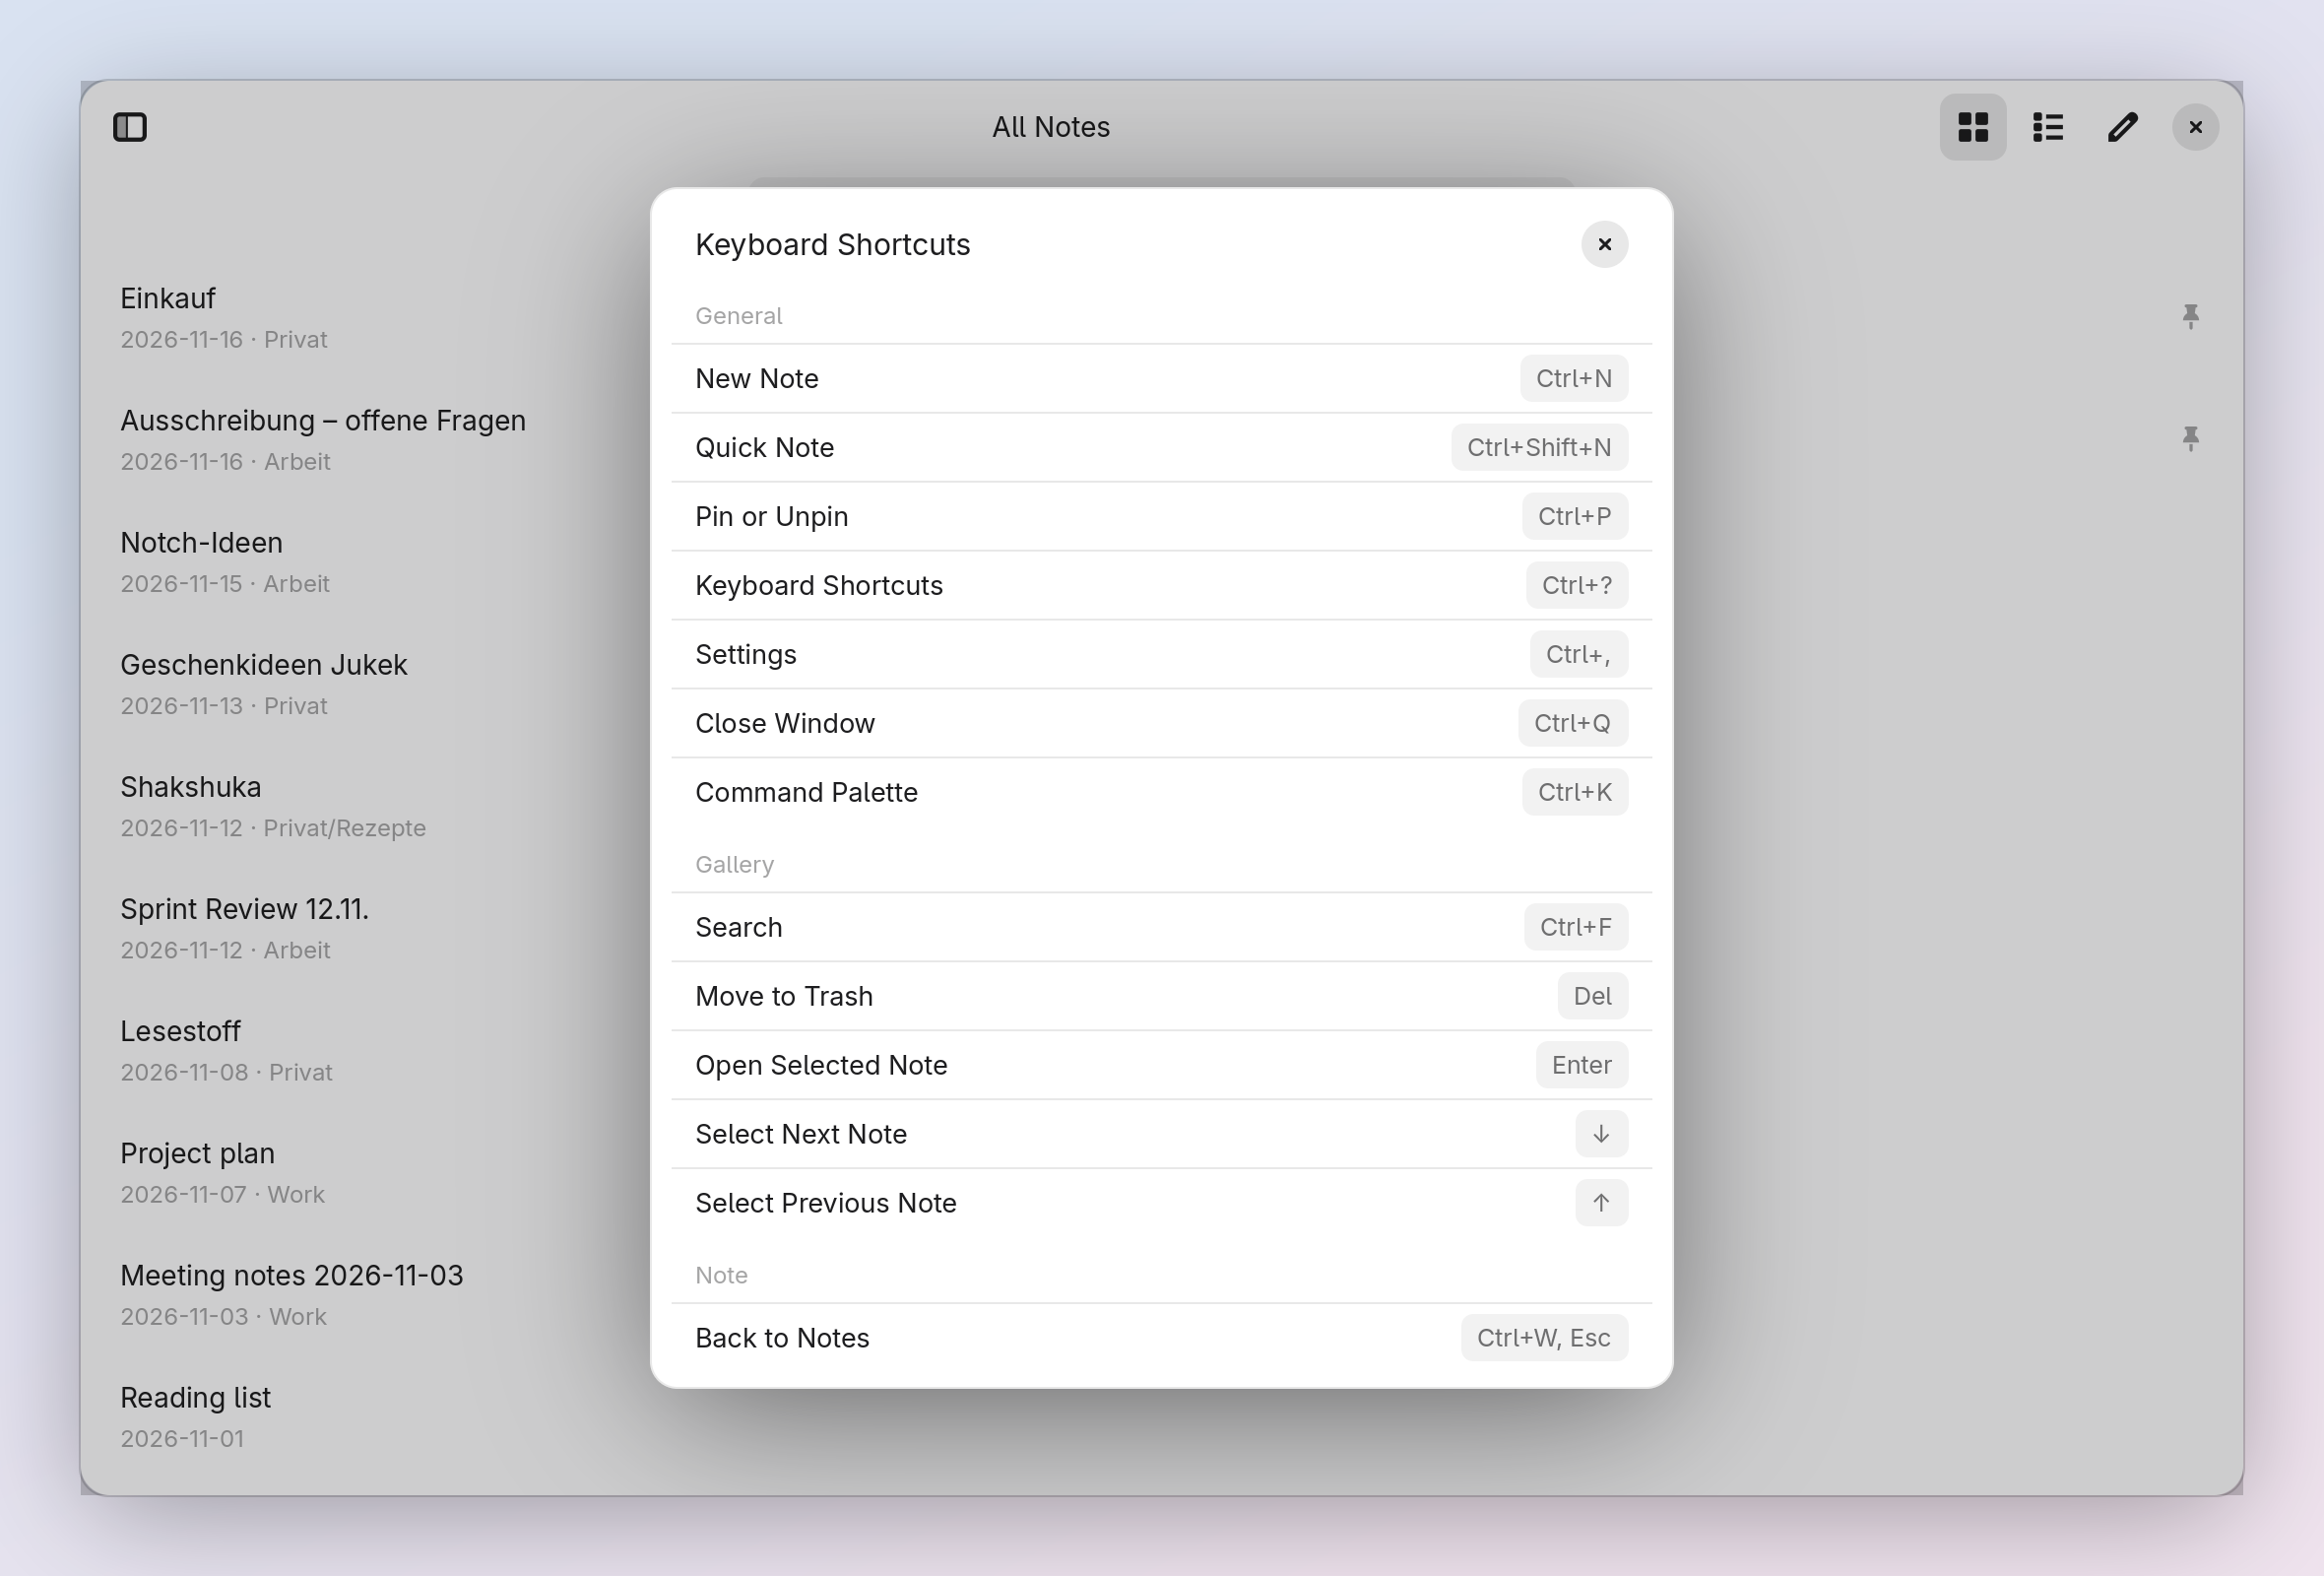 All Notes
Einkauf
2026-11-16 · Privat
Ausschreibung – offene Fragen
2026-11-16 · Arbeit
Notch-Ideen
2026-11-15 · Arbeit
Geschenkideen Jukek
2026-11-13 · Privat
Shakshuka
2026-11-12 · Privat/Rezepte
Sprint Review 12.11.
2026-11-12 · Arbeit
Lesestoff
2026-11-08 · Privat
Project plan
2026-11-07 · Work
Meeting notes 2026-11-03
2026-11-03 · Work
Reading list
2026-11-01
Keyboard Shortcuts
General
New Note Ctrl+N
Quick Note Ctrl+Shift+N
Pin or Unpin Ctrl+P
Keyboard Shortcuts Ctrl+?
Settings Ctrl+,
Close Window Ctrl+Q
Command Palette Ctrl+K
Gallery
Search Ctrl+F
Move to Trash Del
Open Selected Note Enter
Select Next Note ↓
Select Previous Note ↑
Note
Back to Notes Ctrl+W, Esc